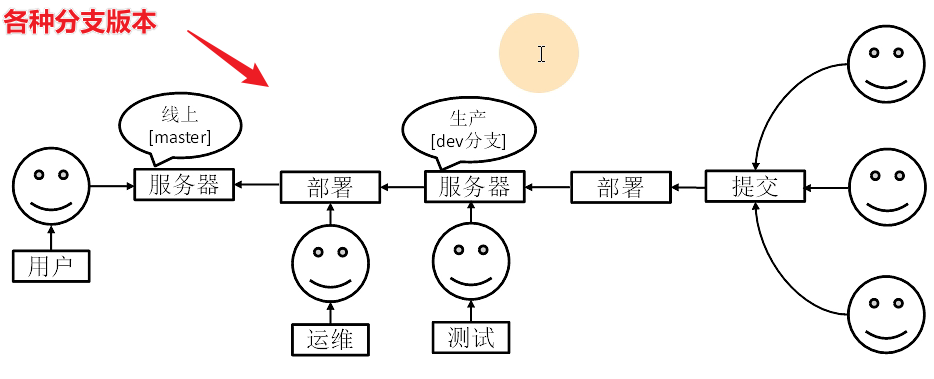 各种分支版本
线上
[master]
生产
[dev分支]
服务器
部署
服务器
部署
提交
用户
运维
测试